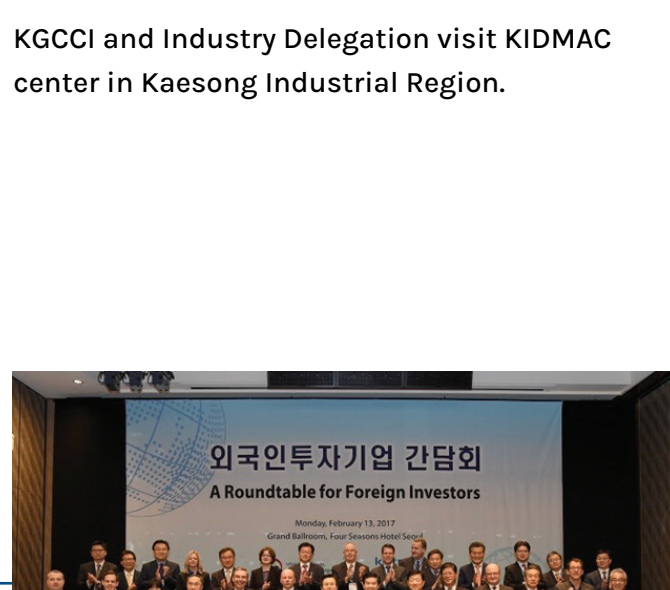 KGCCI and Industry Delegation visit KIDMAC
center in Kaesong Industrial Region.
외국인투자기업 간담회
A Roundtable for Foreign Investors
Monday, February 13, 2017
Grand Ballroom, Four Seasons Hotel Seoul